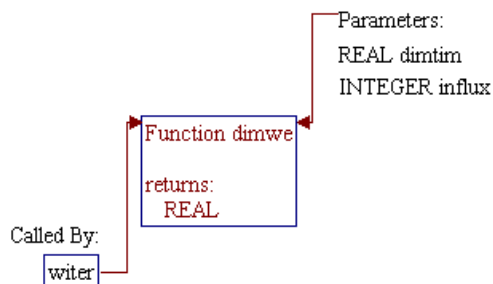 Parameters:
REAL dimtim
INTEGER influx
Function dimwe
returns:
REAL
Called By:
witer